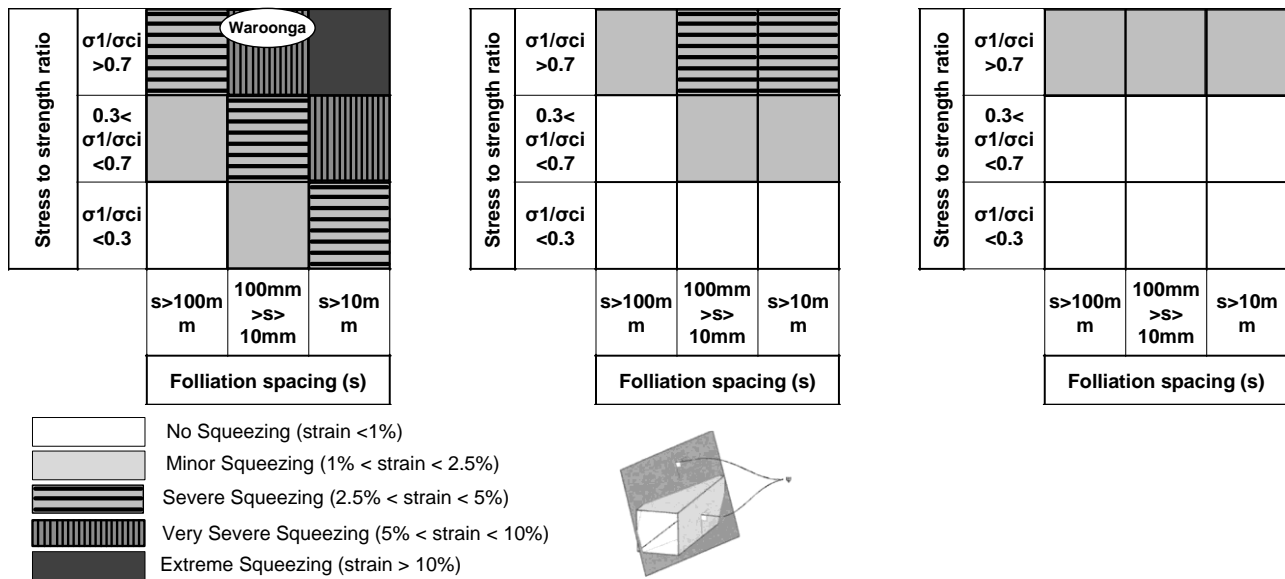 Stress to strength ratio
σ1/σci
>0.7
0.3<
σ1/σci
<0.7
σ1/σci
<0.3
Waroonga
s>100m
m
100mm
>s>
10mm
s>10m
m
Folliation spacing (s)
Stress to strength ratio
σ1/σci
>0.7
0.3<
σ1/σci
<0.7
σ1/σci
<0.3
s>100m
m
100mm
>s>
10mm
s>10m
m
Folliation spacing (s)
Stress to strength ratio
σ1/σci
>0.7
0.3<
σ1/σci
<0.7
σ1/σci
<0.3
s>100m
m
100mm
>s>
10mm
s>10m
m
Folliation spacing (s)
No Squeezing (strain <1%)
Minor Squeezing (1% < strain < 2.5%)
Severe Squeezing (2.5% < strain < 5%)
Very Severe Squeezing (5% < strain < 10%)
Extreme Squeezing (strain > 10%)